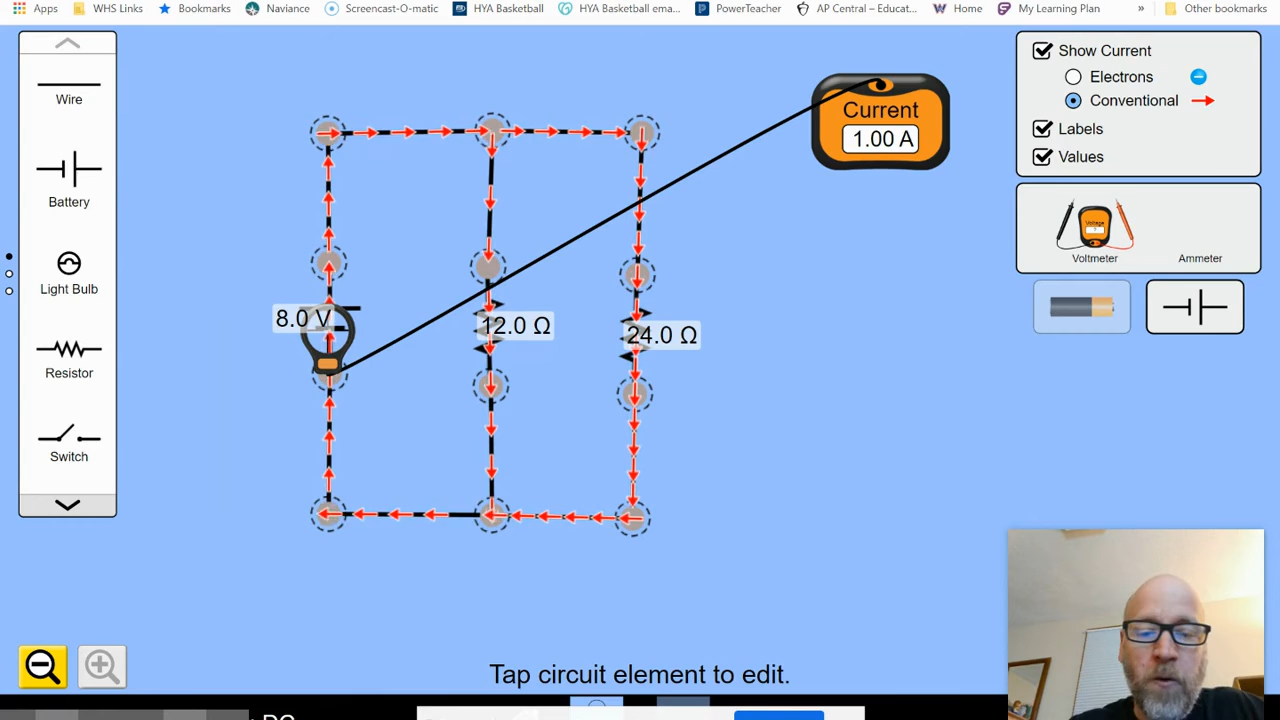 Apps WHS Links Bookmarks Naviance Screencast-O-matic HYA Basketball HYA Basketball ema... PowerTeacher AP Central – Educat... Home My Learning Plan » Other bookmarks
Wire
Battery
Light Bulb
Resistor
Switch
8.0 V
12.0 Ω
24.0 Ω
Current
1.00 A
Show Current
Electrons
Conventional
Labels
Values
Voltage
?
Voltmeter
Ammeter
Tap circuit element to edit.